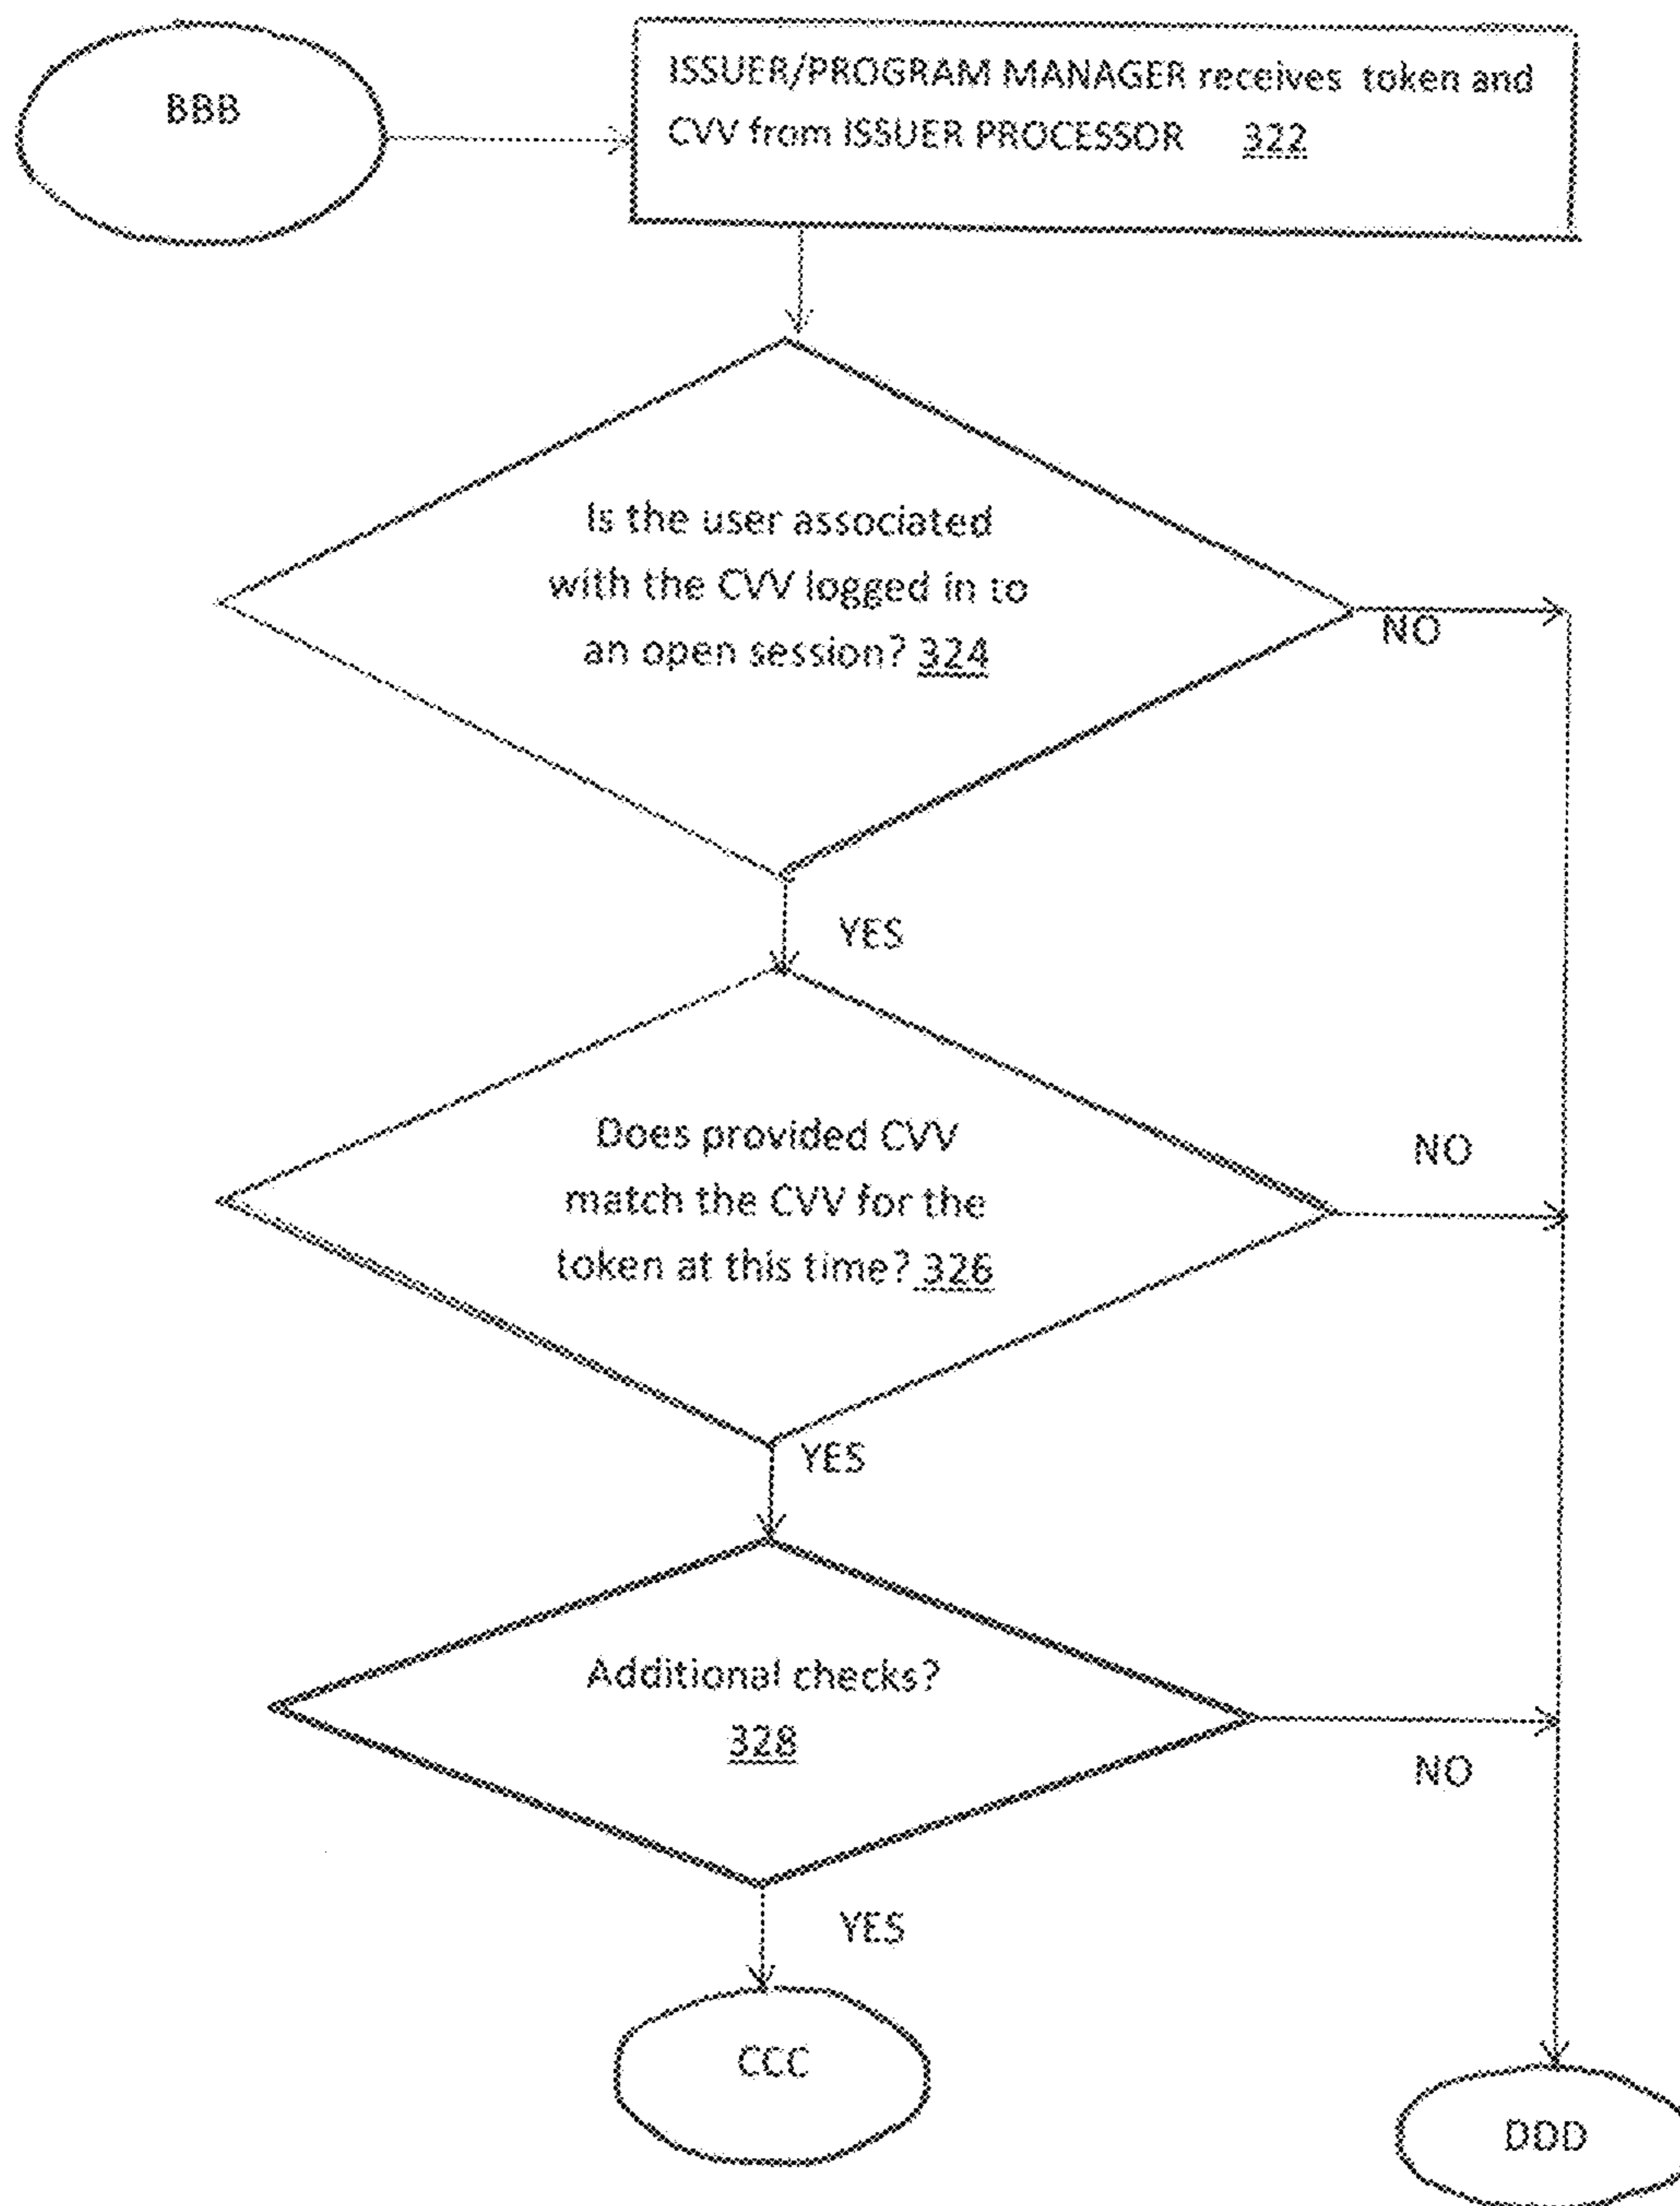 BBB
ISSUER/PROGRAM MANAGER receives token and
CVV from ISSUER PROCESSOR 322
Is the user associated
with the CVV logged in to
an open session? 324
NO
YES
Does provided CVV
match the CVV for the
token at this time? 326
NO
YES
Additional checks?
328
NO
YES
CCC
DDD